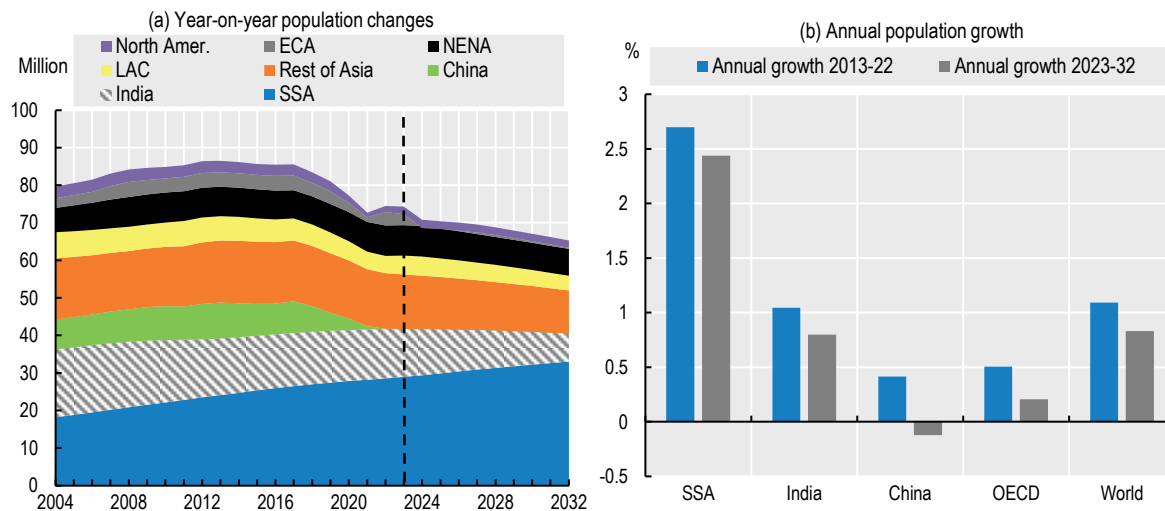 (a) Year-on-year population changes
North Amer. ECA NENA
Million LAC Rest of Asia China
India SSA
100
90
80
70
60
50
40
30
20
10
0
2004 2008 2012 2016 2020 2024 2028 2032
(b) Annual population growth
%
Annual growth 2013-22 Annual growth 2023-32
3
2.5
2
1.5
1
0.5
0
-0.5
SSA India China OECD World